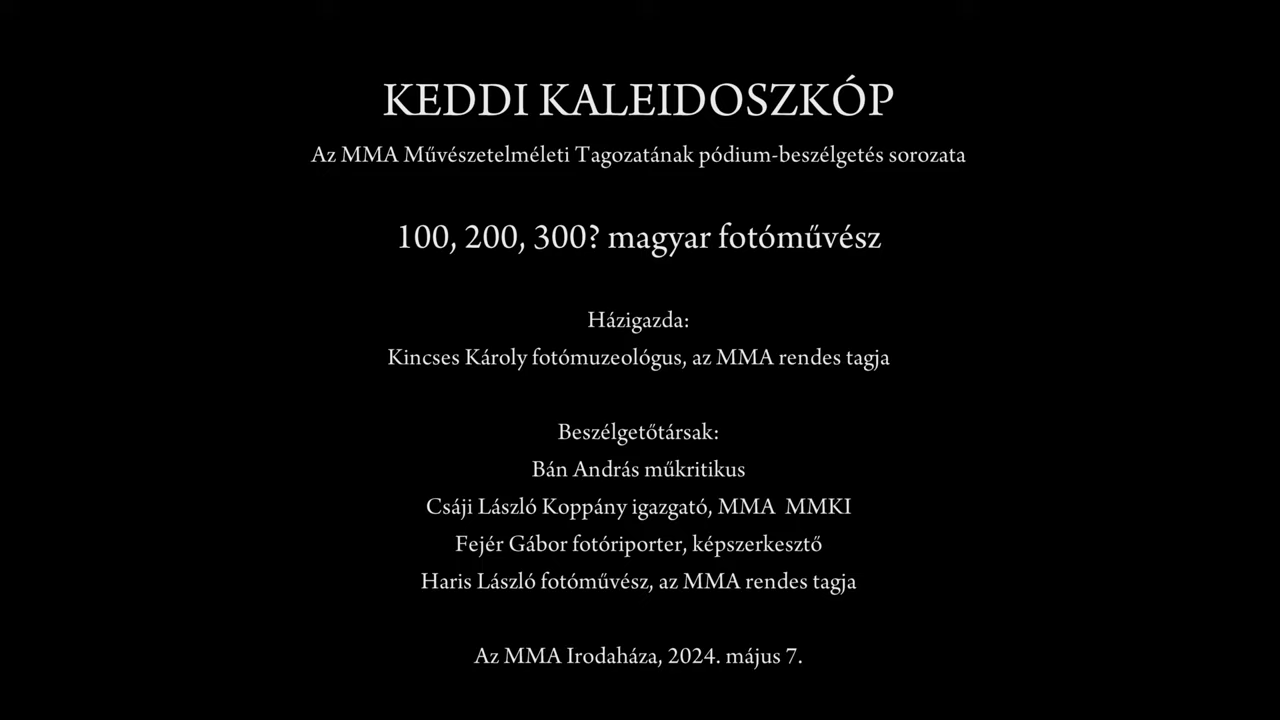 KEDDI KALEIDOSZKÓP
Az MMA Művészetelméleti Tagozatának pódium-beszélgetés sorozata
100, 200, 300? magyar fotóművész
Házigazda:
Kincses Károly fotómuzeológus, az MMA rendes tagja
Beszélgetőtársak:
Bán András műkritikus
Csáji László Koppány igazgató, MMA  MMKI
Fejér Gábor fotóriporter, képszerkesztő
Haris László fotóművész, az MMA rendes tagja
Az MMA Irodaháza, 2024. május 7.